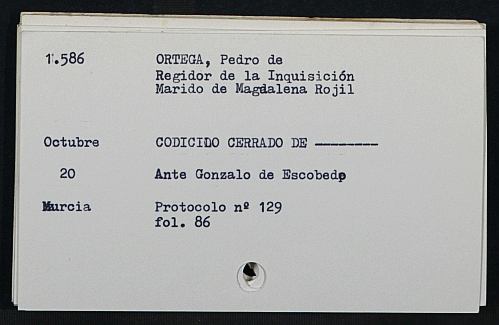 1.586 ORTEGA, Pedro de
Regidor de la Inquisición
Marido de Magdalena Rojil
Octubre CODICILO CERRADO DE --------
20 Ante Gonzalo de Escobedo
Murcia Protocolo nº 129
fol. 86